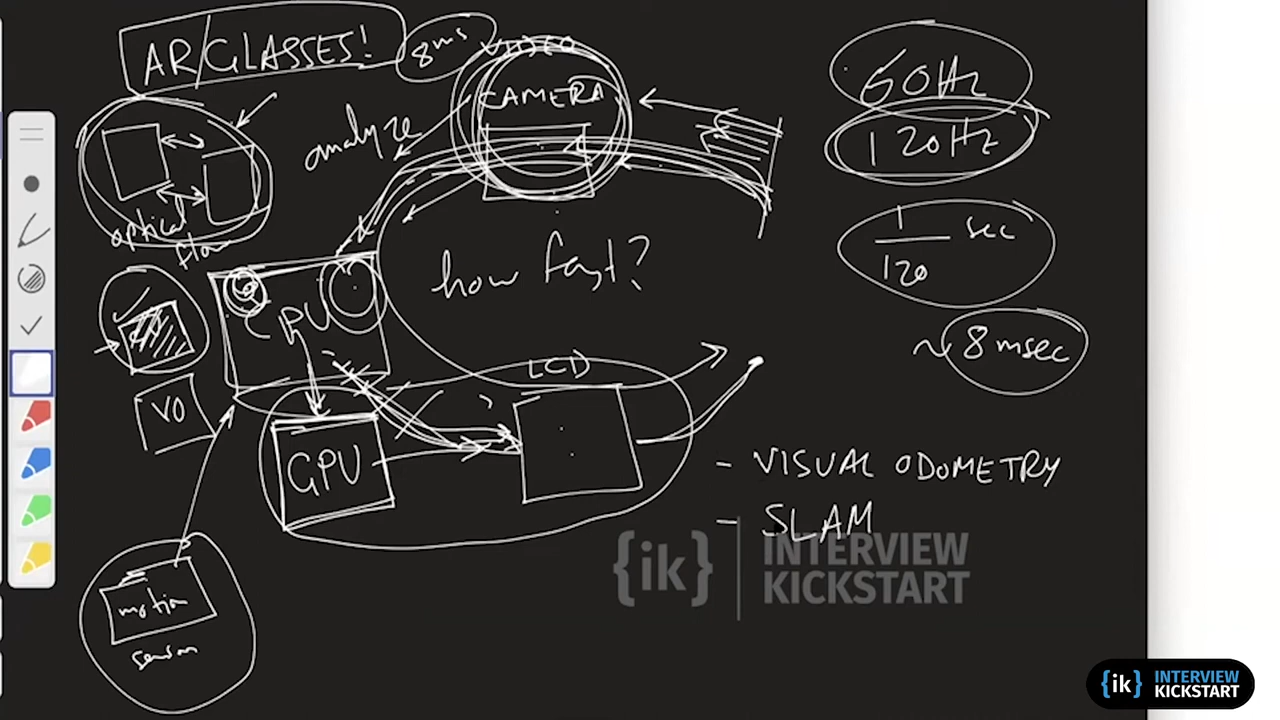 AR/GLASSES!
8ms
VIDEO
CAMERA
analyze
60Hz
120Hz
1
120
sec
~ 8 msec
optical
flow
how fast?
CPU
VO
GPU
LCD
- VISUAL ODOMETRY
- SLAM
motion
sensor
{ik} INTERVIEW
KICKSTART
{ik} INTERVIEW
KICKSTART